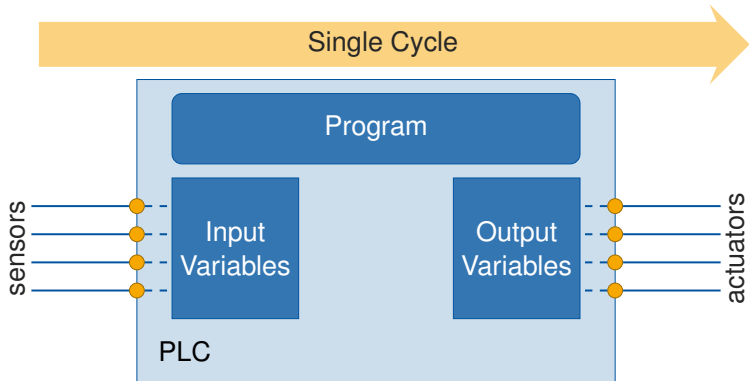 Single Cycle
Program
sensors
Input
Variables
Output
Variables
actuators
PLC